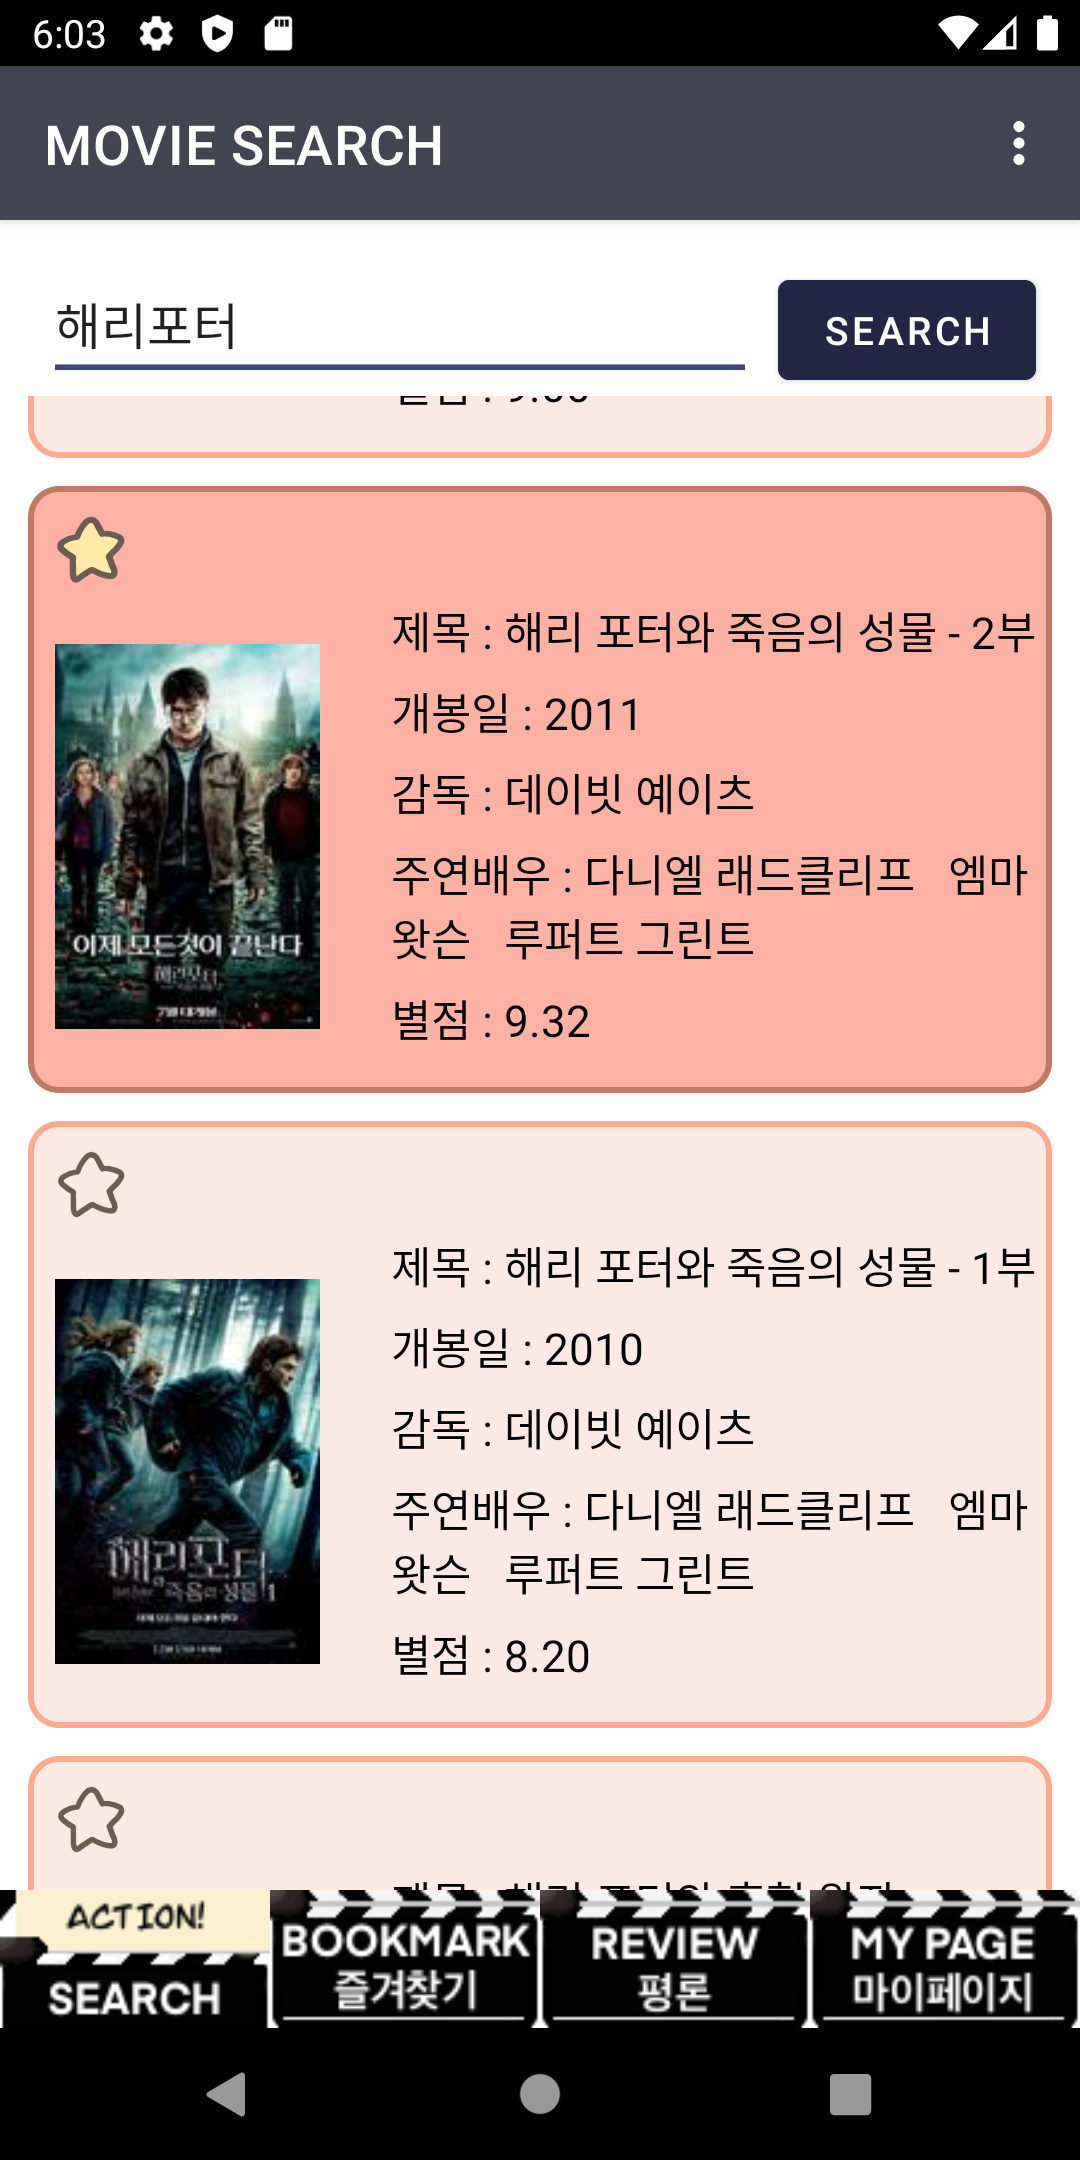 6:03
MOVIE SEARCH
해리포터
SEARCH
제목 : 해리 포터와 죽음의 성물 - 2부
개봉일 : 2011
감독 : 데이빗 예이츠
주연배우 : 다니엘 래드클리프 엠마
왓슨 루퍼트 그린트
별점 : 9.32
이제 모든것이 끝난다
해리포터
제목 : 해리 포터와 죽음의 성물 - 1부
개봉일 : 2010
감독 : 데이빗 예이츠
주연배우 : 다니엘 래드클리프 엠마
왓슨 루퍼트 그린트
별점 : 8.20
해리포터
죽음의 성물 1
ACTION!
SEARCH
BOOKMARK
즐겨찾기
REVIEW
평론
MY PAGE
마이페이지